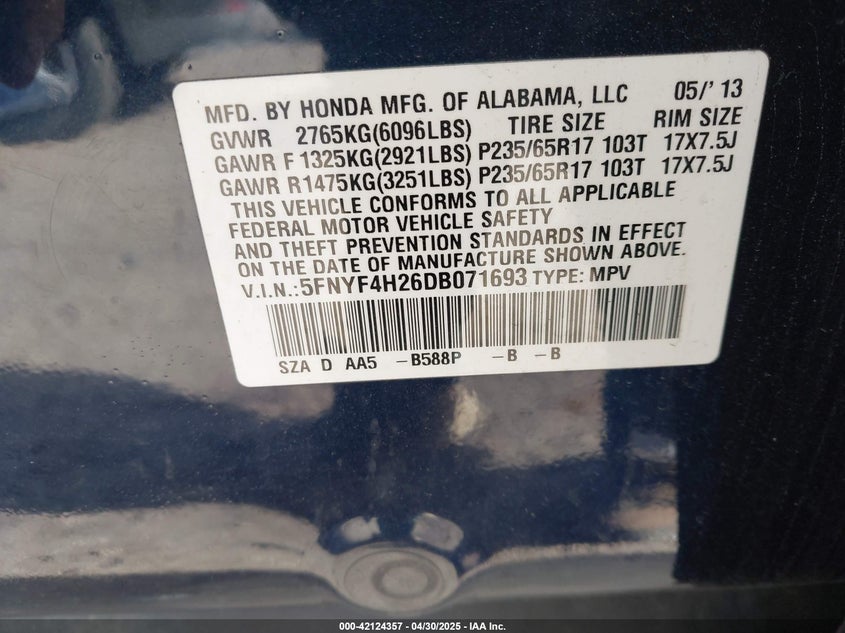 MFD. BY HONDA MFG. OF ALABAMA, LLC 05/'13
GVWR 2765KG(6096LBS) TIRE SIZE RIM SIZE
GAWR F 1325KG(2921LBS) P235/65R17 103T 17X7.5J
GAWR R1475KG(3251LBS) P235/65R17 103T 17X7.5J
THIS VEHICLE CONFORMS TO ALL APPLICABLE
FEDERAL MOTOR VEHICLE SAFETY
AND THEFT PREVENTION STANDARDS IN EFFECT
ON THE DATE OF MANUFACTURE SHOWN ABOVE.
V.I.N.:5FNYF4H26DB071693 TYPE: MPV
SZA D AA5 -B588P -B -B
000-42124357 - 04/30/2025 - IAA Inc.